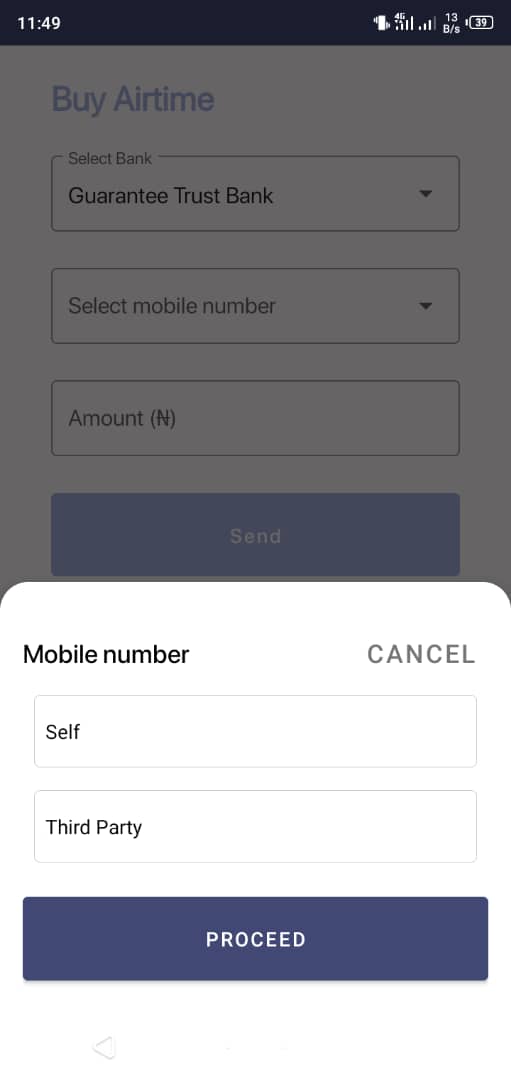 11:49
4G
13
B/s
39
Buy Airtime
Select Bank
Guarantee Trust Bank
Select mobile number
Amount (₦)
Send
Mobile number
CANCEL
Self
Third Party
PROCEED